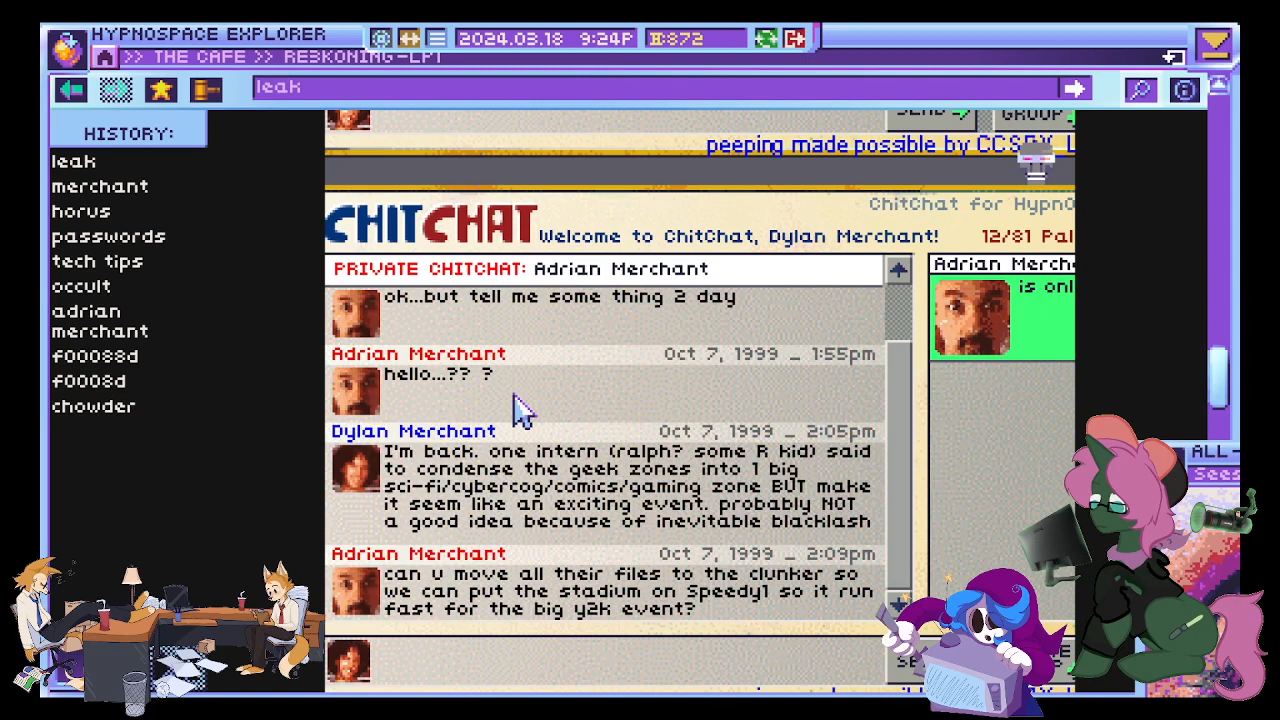 HYPNOSPACE EXPLORER
2024.03.18 9:24P
872
>> THE CAFE >> RE3KONING-LPT
leak
HISTORY:
leak
merchant
horus
passwords
tech tips
occult
adrian
merchant
f00088d
f0008d
chowder
GROUP
peeping made possible by
CHITCHAT
ChitChat for Hypn
Welcome to ChitChat, Dylan Merchant!
12/31 Pal
PRIVATE CHITCHAT: Adrian Merchant
Adrian Merch
is onl
ok...but tell me some thing 2 day
Adrian Merchant
Oct 7, 1999 _ 1:55pm
hello...?? ?
Dylan Merchant
Oct 7, 1999 _ 2:05pm
I'm back. one intern (ralph? some R kid) said
to condense the geek zones into 1 big
sci-fi/cybercog/comics/gaming zone BUT make
it seem like an exciting event. probably NOT
a good idea because of inevitable blacklash
Adrian Merchant
Oct 7, 1999 _ 2:09pm
can u move all their files to the clunker so
we can put the stadium on Speedy1 so it run
fast for the big y2k event?
ALL-
Sees